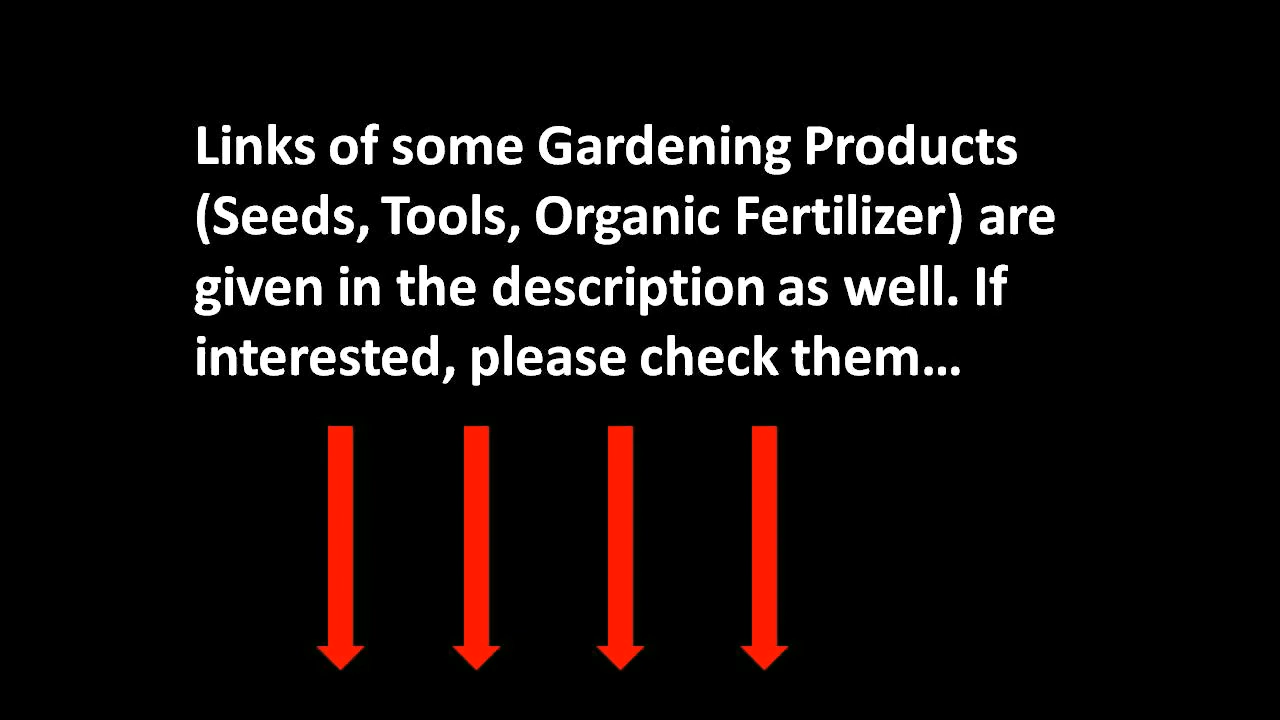 Links of some Gardening Products
(Seeds, Tools, Organic Fertilizer) are
given in the description as well. If
interested, please check them…